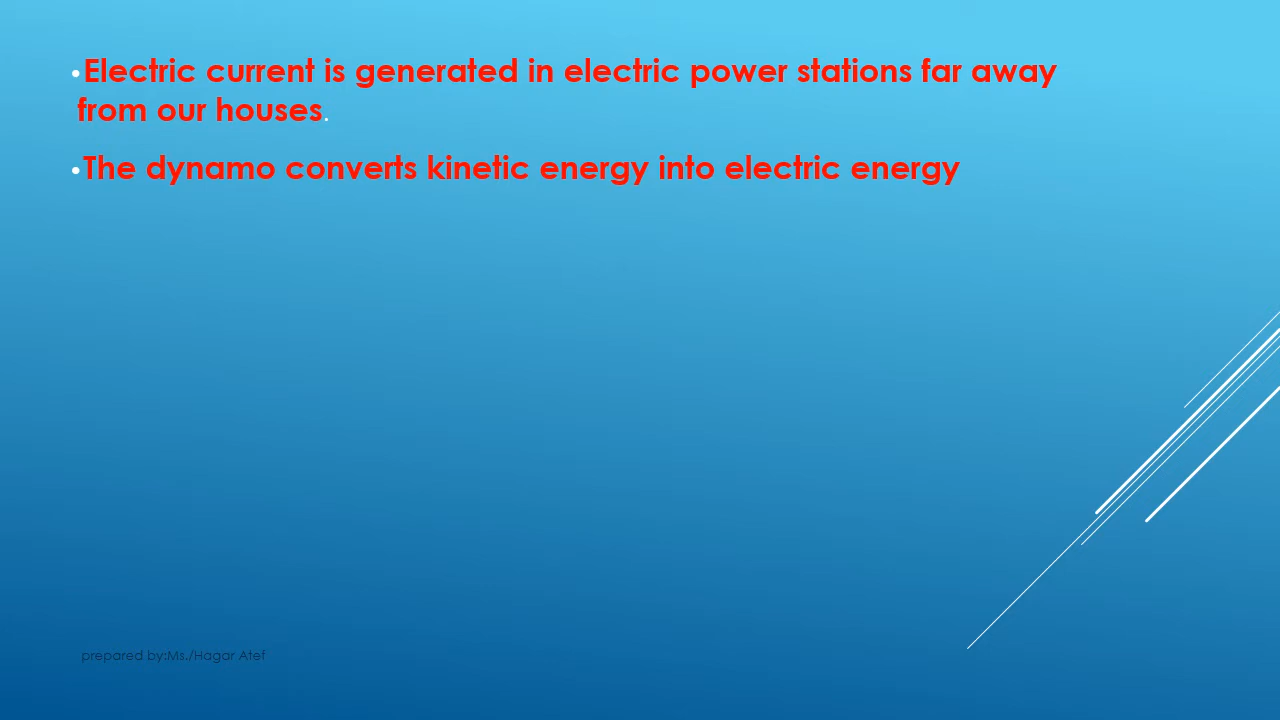 •Electric current is generated in electric power stations far away
from our houses.
•The dynamo converts kinetic energy into electric energy
prepared by:Ms./Hagar Atef